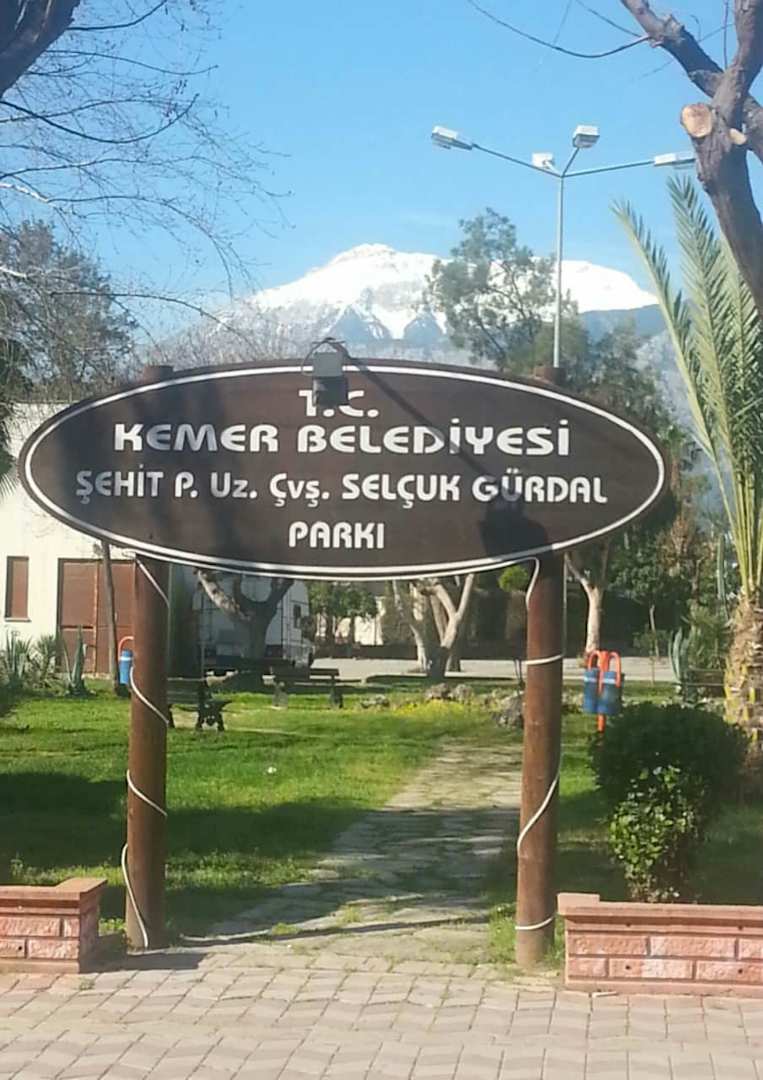 T.C.
KEMER BELEDİYESİ
ŞEHİT P. Uz. Çvş. SELÇUK GÜRDAL
PARKI